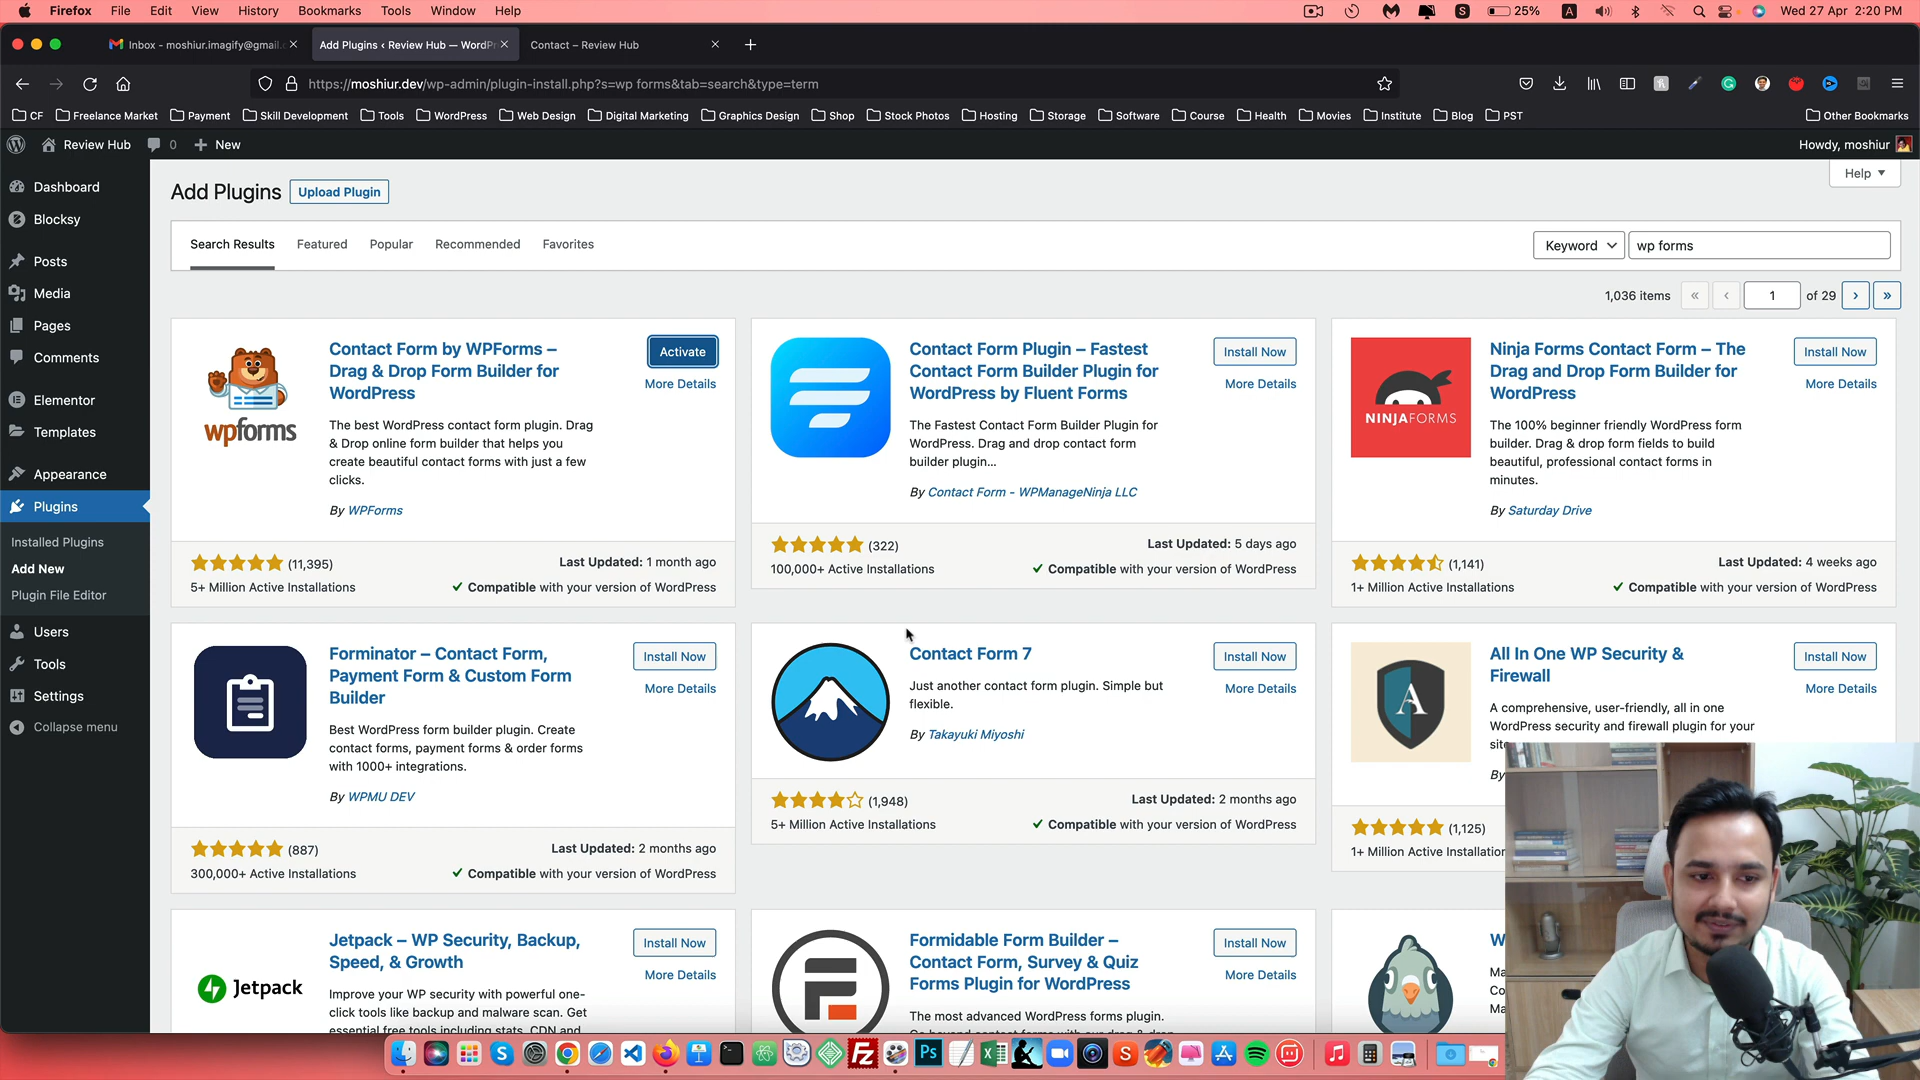 Firefox File Edit View History Bookmarks Tools Window Help
25% A Wed 27 Apr 2:20 PM
Inbox - moshiur.imagify@gmail.c
Add Plugins ‹ Review Hub — WordPr
Contact – Review Hub
https://moshiur.dev/wp-admin/plugin-install.php?s=wp forms&tab=search&type=term
CF Freelance Market Payment Skill Development Tools WordPress Web Design Digital Marketing Graphics Design Shop Stock Photos Hosting Storage Software Course Health Movies Institute Blog PST Other Bookmarks
Review Hub 0 + New Howdy, moshiur
Dashboard
Blocksy
Posts
Media
Pages
Comments
Elementor
Templates
Appearance
Plugins
Installed Plugins
Add New
Plugin File Editor
Users
Tools
Settings
Collapse menu
Help
Add Plugins Upload Plugin
Search Results Featured Popular Recommended Favorites Keyword wp forms
1,036 items « ‹ 1 of 29 › »
wpforms
Contact Form by WPForms –
Drag & Drop Form Builder for
WordPress
Activate
More Details
The best WordPress contact form plugin. Drag
& Drop online form builder that helps you
create beautiful contact forms with just a few
clicks.
By WPForms
(11,395)
5+ Million Active Installations
Last Updated: 1 month ago
Compatible with your version of WordPress
Contact Form Plugin – Fastest
Contact Form Builder Plugin for
WordPress by Fluent Forms
Install Now
More Details
The Fastest Contact Form Builder Plugin for
WordPress. Drag and drop contact form
builder plugin...
By Contact Form - WPManageNinja LLC
(322)
100,000+ Active Installations
Last Updated: 5 days ago
Compatible with your version of WordPress
NINJAFORMS
Ninja Forms Contact Form – The
Drag and Drop Form Builder for
WordPress
Install Now
More Details
The 100% beginner friendly WordPress form
builder. Drag & drop form fields to build
beautiful, professional contact forms in
minutes.
By Saturday Drive
(1,141)
1+ Million Active Installations
Last Updated: 4 weeks ago
Compatible with your version of WordPress
Forminator – Contact Form,
Payment Form & Custom Form
Builder
Install Now
More Details
Best WordPress form builder plugin. Create
contact forms, payment forms & order forms
with 1000+ integrations.
By WPMU DEV
(887)
300,000+ Active Installations
Last Updated: 2 months ago
Compatible with your version of WordPress
Contact Form 7
Install Now
More Details
Just another contact form plugin. Simple but
flexible.
By Takayuki Miyoshi
(1,948)
5+ Million Active Installations
Last Updated: 2 months ago
Compatible with your version of WordPress
All In One WP Security &
Firewall
Install Now
More Details
A comprehensive, user-friendly, all in one
WordPress security and firewall plugin for your
By
(1,125)
1+ Million Active Installation
Jetpack
Jetpack – WP Security, Backup,
Speed, & Growth
Install Now
More Details
Improve your WP security with powerful one-
click tools like backup and malware scan. Get
essential free tools including stats, CDN and
Formidable Form Builder –
Contact Form, Survey & Quiz
Forms Plugin for WordPress
Install Now
More Details
The most advanced WordPress forms plugin.